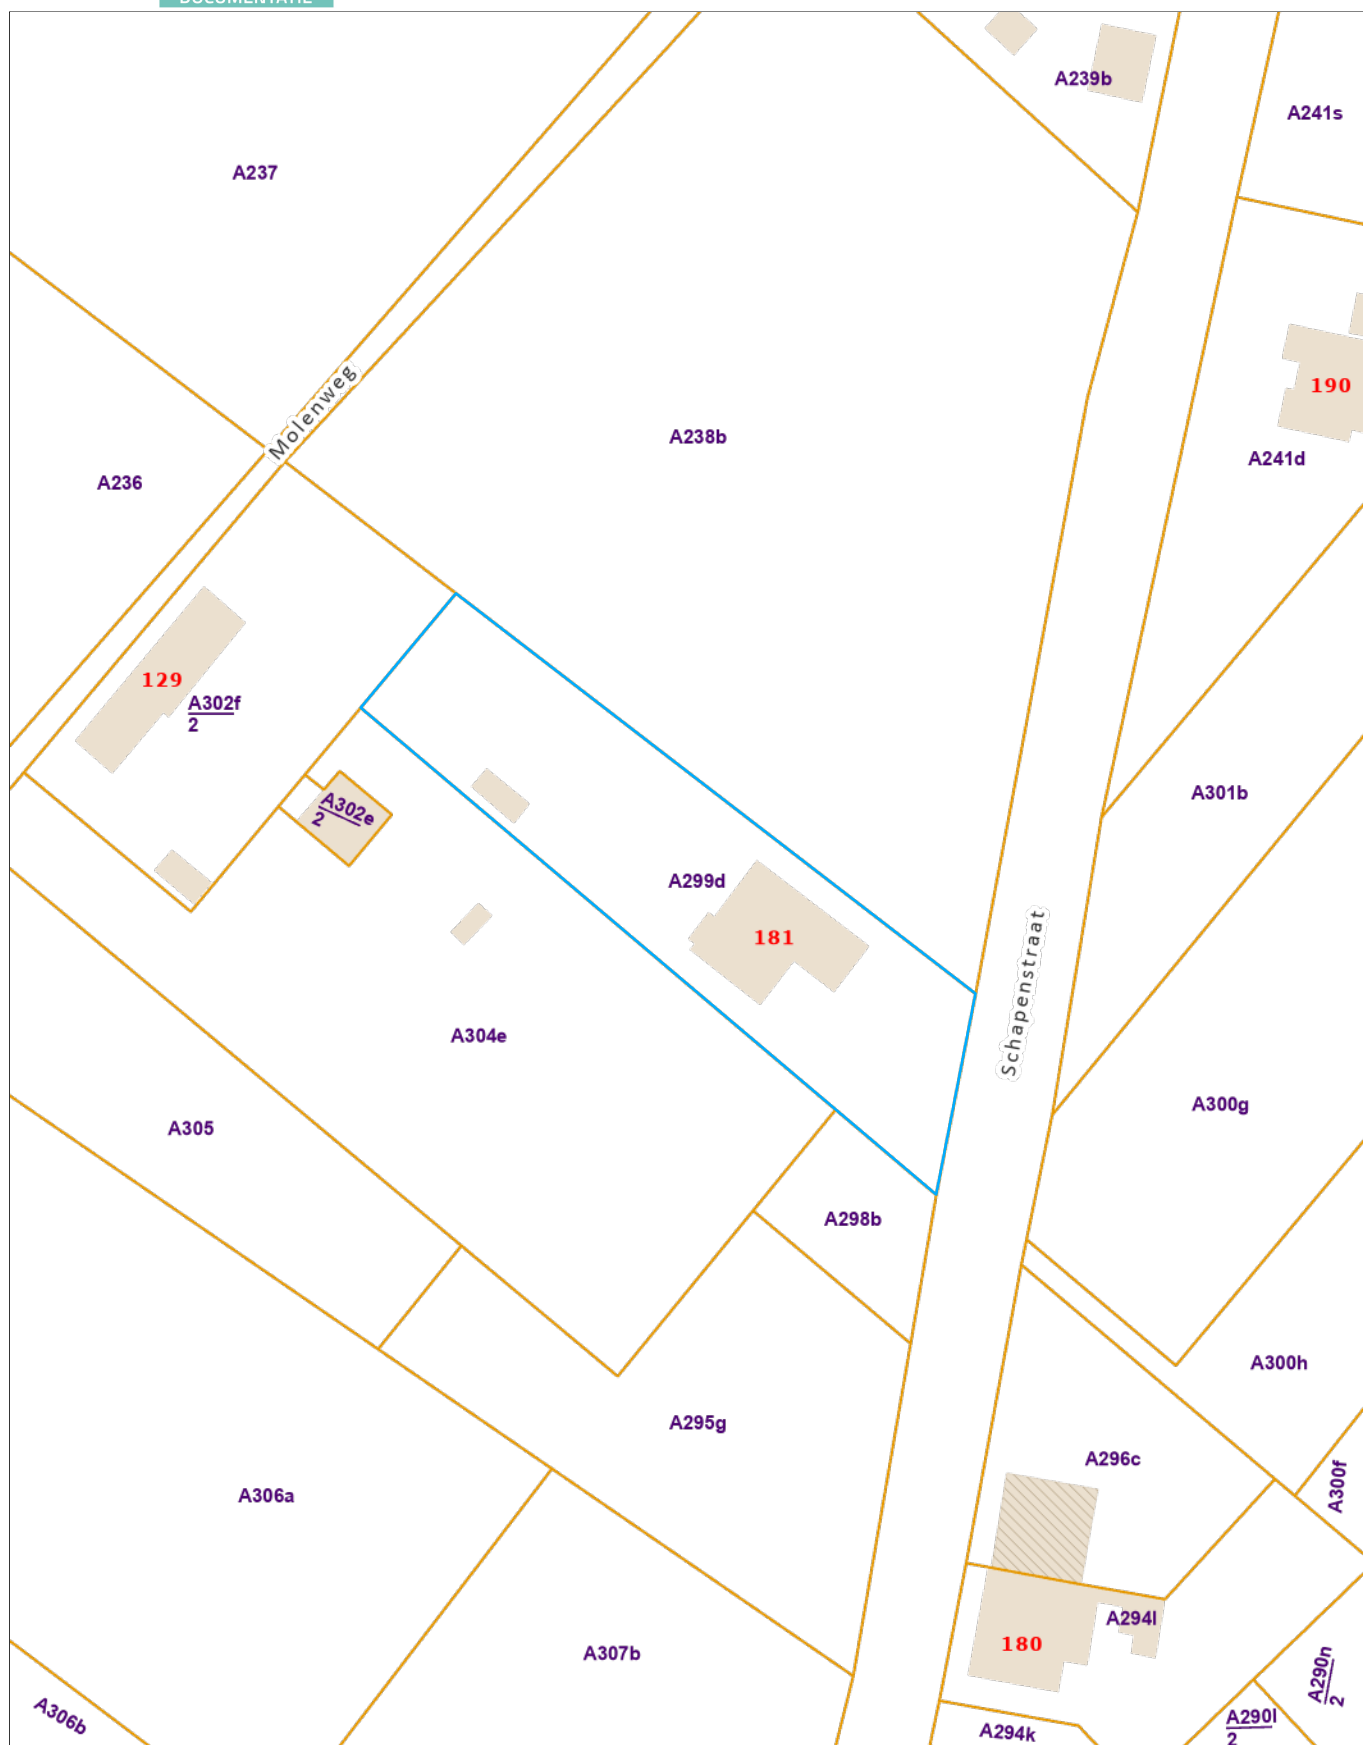 DOCUMENTATIE
A239b
A241s
A237
Molenweg
190
A238b
A241d
A236
129
A302f
2
A301b
A302e
2
A299d
181
Schapenstraat
A304e
A300g
A305
A298b
A300h
A295g
A296c
A300f
A306a
A294l
180
A307b
A290n
2
A306b
A290l
2
A294k